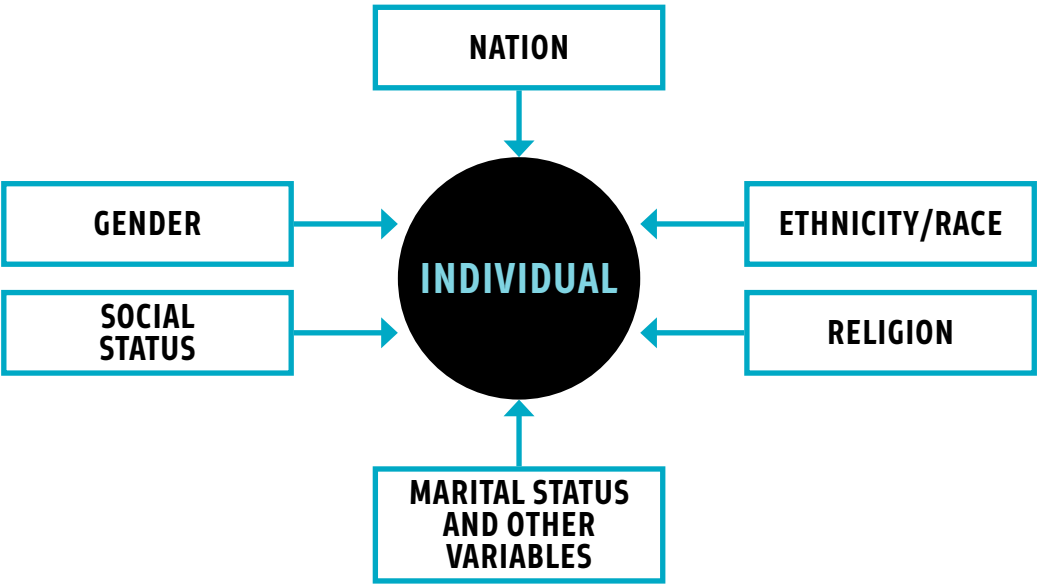 NATION
GENDER
ETHNICITY/RACE
INDIVIDUAL
SOCIAL
STATUS
RELIGION
MARITAL STATUS
AND OTHER
VARIABLES